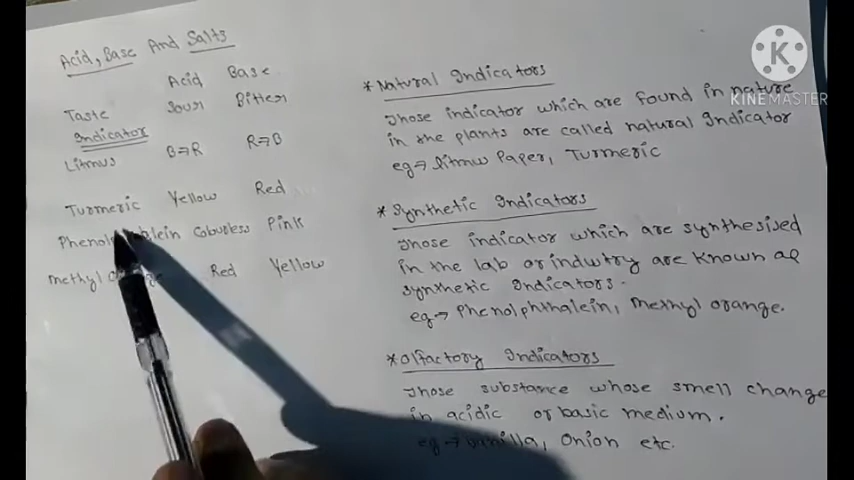 Acid, Base And Salts
Acid Base
Taste Sour Bitter
Indicator
Litmus B⇒R R⇒B
Turmeric Yellow Red
Colourless Pink
Methyl Red Yellow
* Natural Indicators
Those indicator which are found in nature
in the plants are called natural Indicator
eg→ litmus Paper, Turmeric
* Synthetic Indicators
Those indicator which are synthesised
in the lab or industry are known as
synthetic Indicators.
eg→ Phenolphthalein, Methyl orange.
* Olfactory Indicators
Those substance whose smell change
in acidic or basic medium.
eg→ vanilla, Onion etc.
K
KINEMASTER